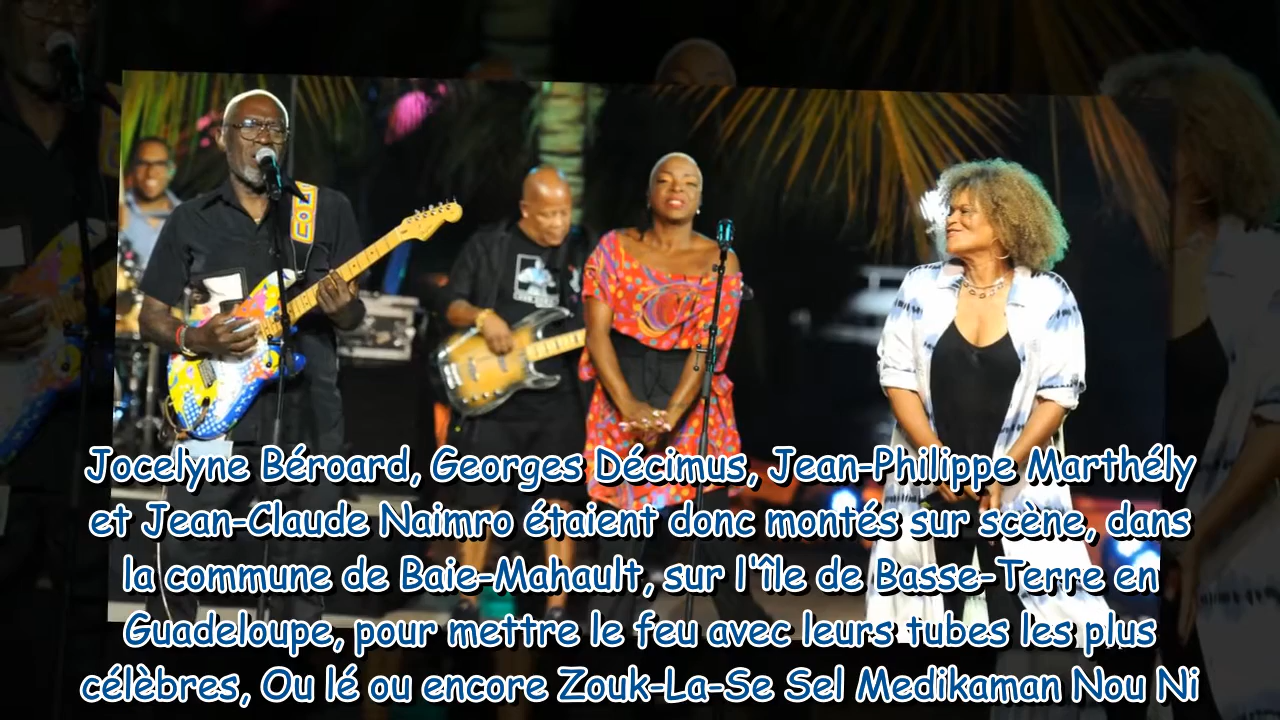 Jocelyne Béroard, Georges Décimus, Jean-Philippe Marthély
et Jean-Claude Naimro étaient donc montés sur scène, dans
la commune de Baie-Mahault, sur l'île de Basse-Terre en
Guadeloupe, pour mettre le feu avec leurs tubes les plus
célèbres, Ou lé ou encore Zouk-La-Se Sel Medikaman Nou Ni